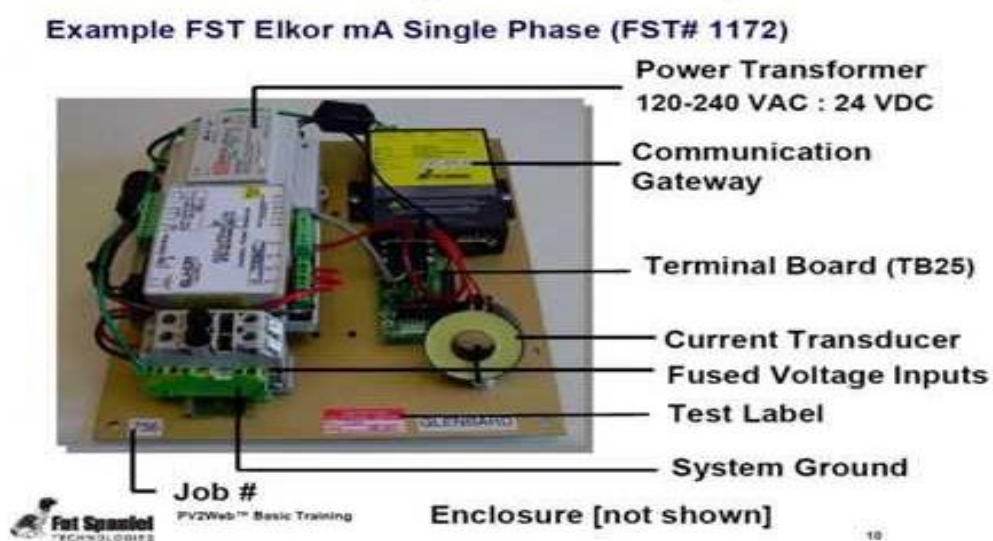 Example FST Elkor mA Single Phase (FST# 1172)
Power Transformer
120-240 VAC : 24 VDC
Communication
Gateway
Terminal Board (TB25)
Current Transducer
Fused Voltage Inputs
Test Label
GLENBARD
756
System Ground
Job #
PV2Web™ Basic Training
Enclosure [not shown]
Fat Spaniel
TECHNOLOGIES
10